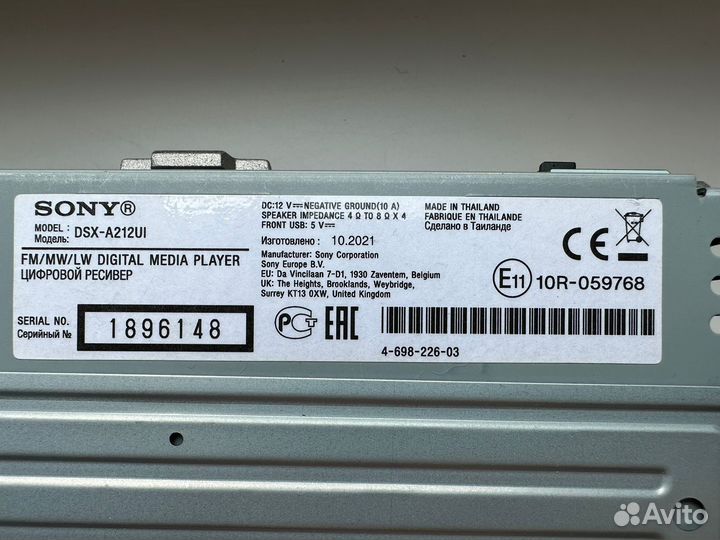 SONY®
MODEL :
Модель: DSX-A212UI
FM/MW/LW DIGITAL MEDIA PLAYER
ЦИФРОВОЙ РЕСИВЕР
SERIAL NO.
Серийный № 1896148
DC:12 V⎓ NEGATIVE GROUND(10 A)
SPEAKER IMPEDANCE 4 Ω TO 8 Ω X 4
FRONT USB: 5 V⎓
Изготовлено : 10.2021
Manufacturer: Sony Corporation
Sony Europe B.V.
EU: Da Vincilaan 7-D1, 1930 Zaventem, Belgium
UK: The Heights, Brooklands, Weybridge,
Surrey KT13 0XW, United Kingdom
РСТ EAC
MADE IN THAILAND
FABRIQUE EN THAILANDE
Сделано в Таиланде
CE
E11 10R-059768
4-698-226-03
Avito